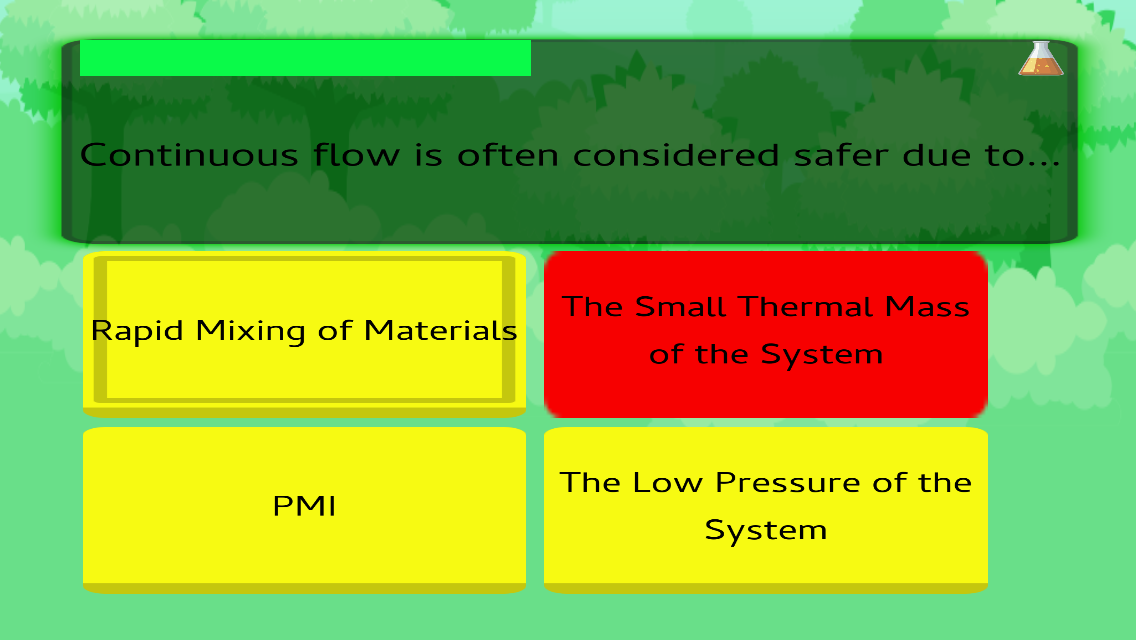 Continuous flow is often considered safer due to...
Rapid Mixing of Materials
The Small Thermal Mass
of the System
PMI
The Low Pressure of the
System